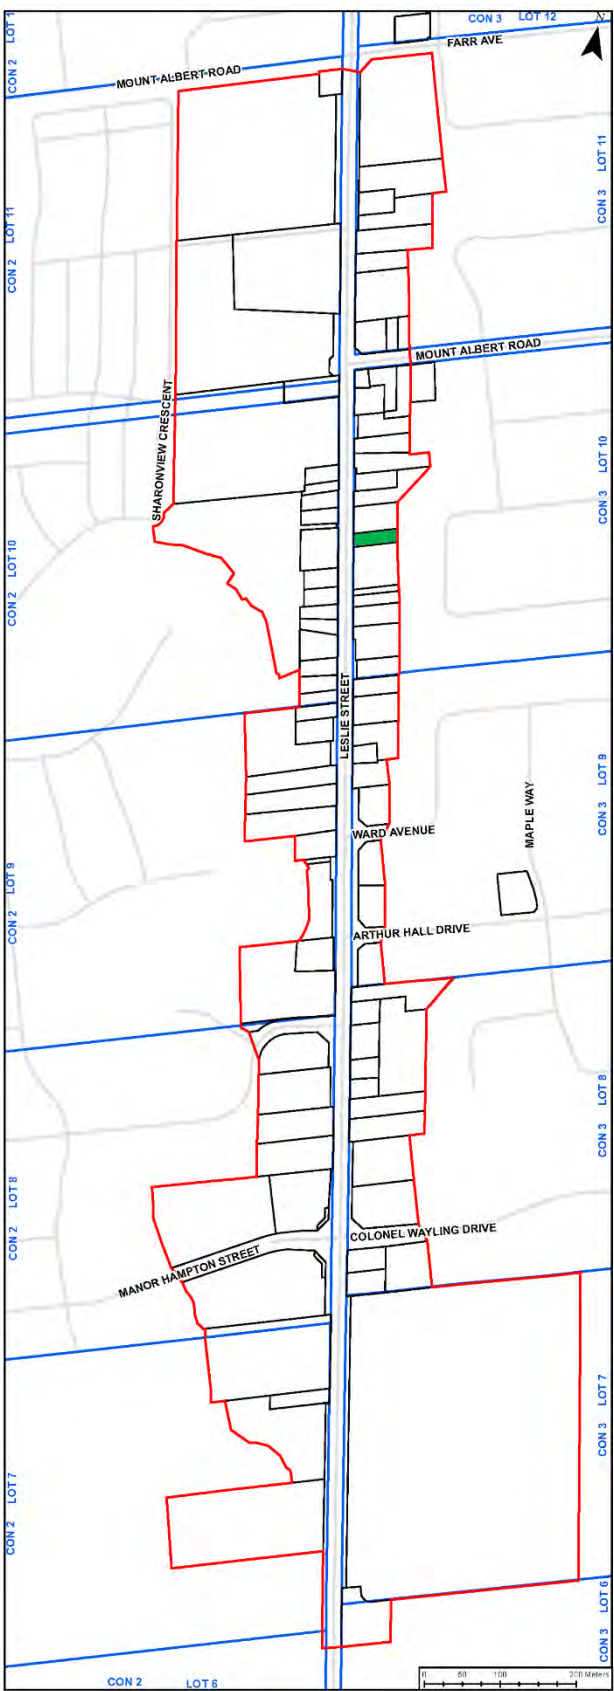 CON 3 LOT 12
N
CON 2 LOT 1
FARR AVE
MOUNT ALBERT ROAD
CON 3 LOT 11
CON 2 LOT 11
MOUNT ALBERT ROAD
SHARONVIEW CRESCENT
CON 3 LOT 10
CON 2 LOT 10
LESLIE STREET
CON 3 LOT 9
MAPLE WAY
WARD AVENUE
CON 2 LOT 9
ARTHUR HALL DRIVE
CON 3 LOT 8
CON 2 LOT 8
COLONEL WAYLING DRIVE
MANOR HAMPTON STREET
CON 3 LOT 7
CON 2 LOT 7
CON 3 LOT 6
CON 2 LOT 6
0 50 100 200 Meters